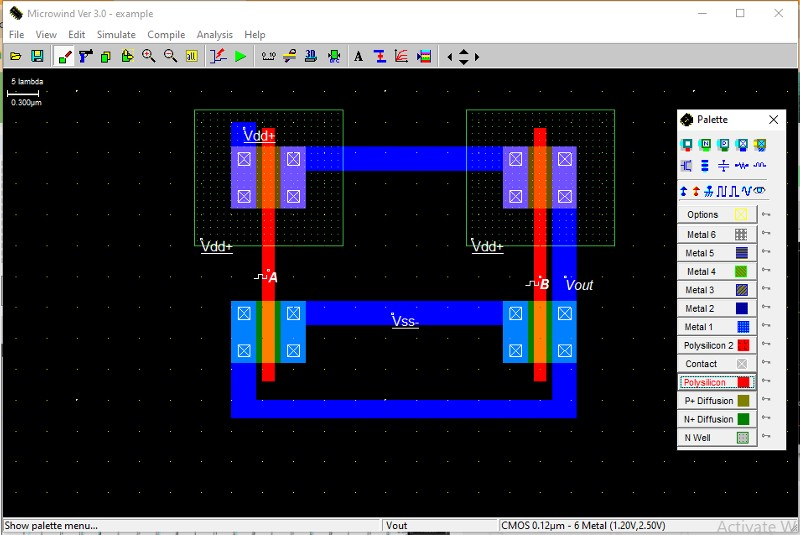 Microwind Ver 3.0 - example
File View Edit Simulate Compile Analysis Help
5 lambda
0.300µm
Vdd+
Vdd+
Vdd+
A
B
Vout
Vss-
Palette
Options
Metal 6
Metal 5
Metal 4
Metal 3
Metal 2
Metal 1
Polysilicon 2
Contact
Polysilicon
P+ Diffusion
N+ Diffusion
N Well
Show palette menu...
Vout
CMOS 0.12µm - 6 Metal (1.20V,2.50V)
Activate W